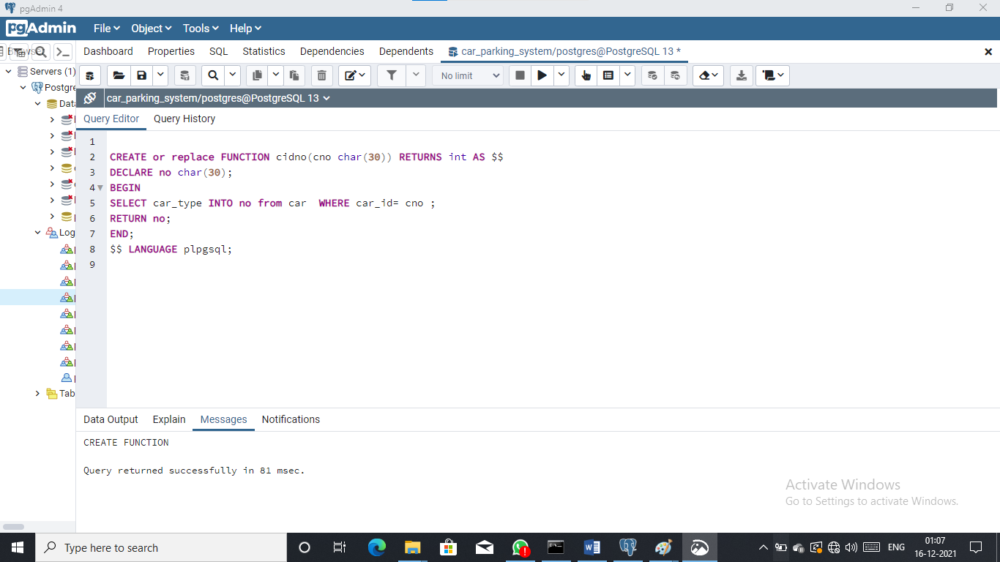 pgAdmin 4
pgAdmin File Object Tools Help
Dashboard Properties SQL Statistics Dependencies Dependents car_parking_system/postgres@PostgreSQL 13 *
Servers (1)
Postgre
Data
Log
Tab
No limit
car_parking_system/postgres@PostgreSQL 13
Query Editor Query History
1
2 CREATE or replace FUNCTION cidno(cno char(30)) RETURNS int AS $$
3 DECLARE no char(30);
4 BEGIN
5 SELECT car_type INTO no from car  WHERE car_id= cno ;
6 RETURN no;
7 END;
8 $$ LANGUAGE plpgsql;
9
Data Output Explain Messages Notifications
CREATE FUNCTION
Query returned successfully in 81 msec.
Activate Windows
Go to Settings to activate Windows.
Type here to search
ENG
01:07
16-12-2021